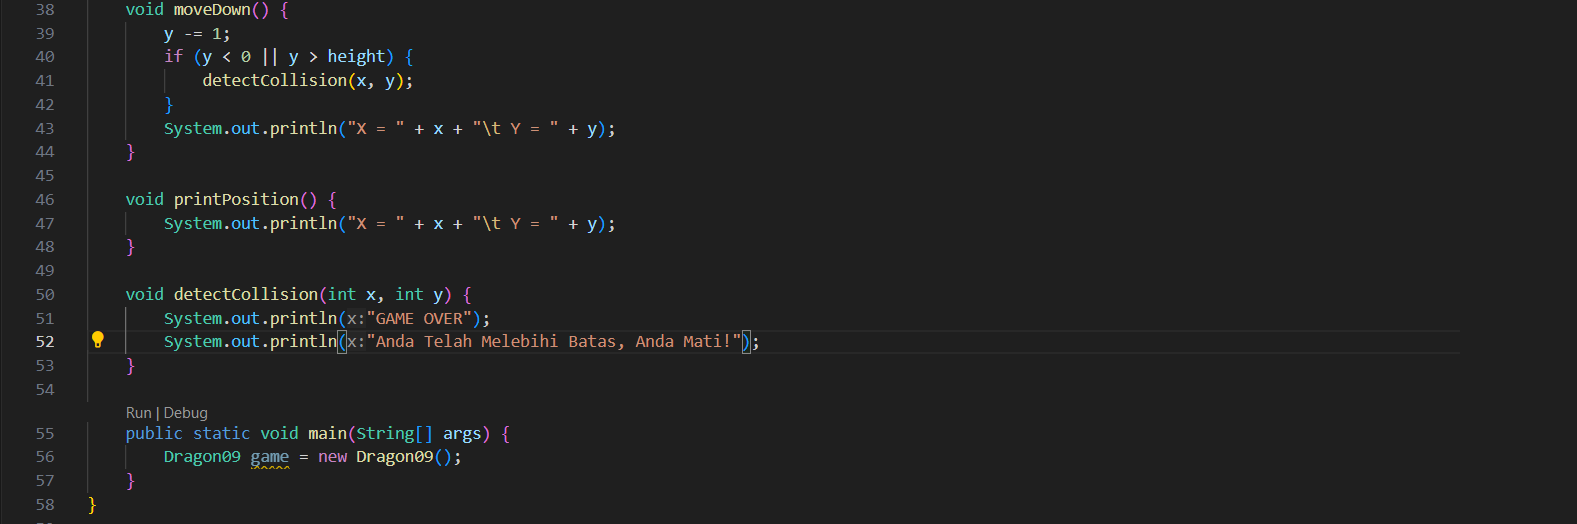 38 void moveDown() {
39 y -= 1;
40 if (y < 0 || y > height) {
41 detectCollision(x, y);
42 }
43 System.out.println("X = " + x + "\t Y = " + y);
44 }
45
46 void printPosition() {
47 System.out.println("X = " + x + "\t Y = " + y);
48 }
49
50 void detectCollision(int x, int y) {
51 System.out.println(x:"GAME OVER");
52 System.out.println(x:"Anda Telah Melebihi Batas, Anda Mati!");
53 }
54
Run | Debug
55 public static void main(String[] args) {
56 Dragon09 game = new Dragon09();
57 }
58 }